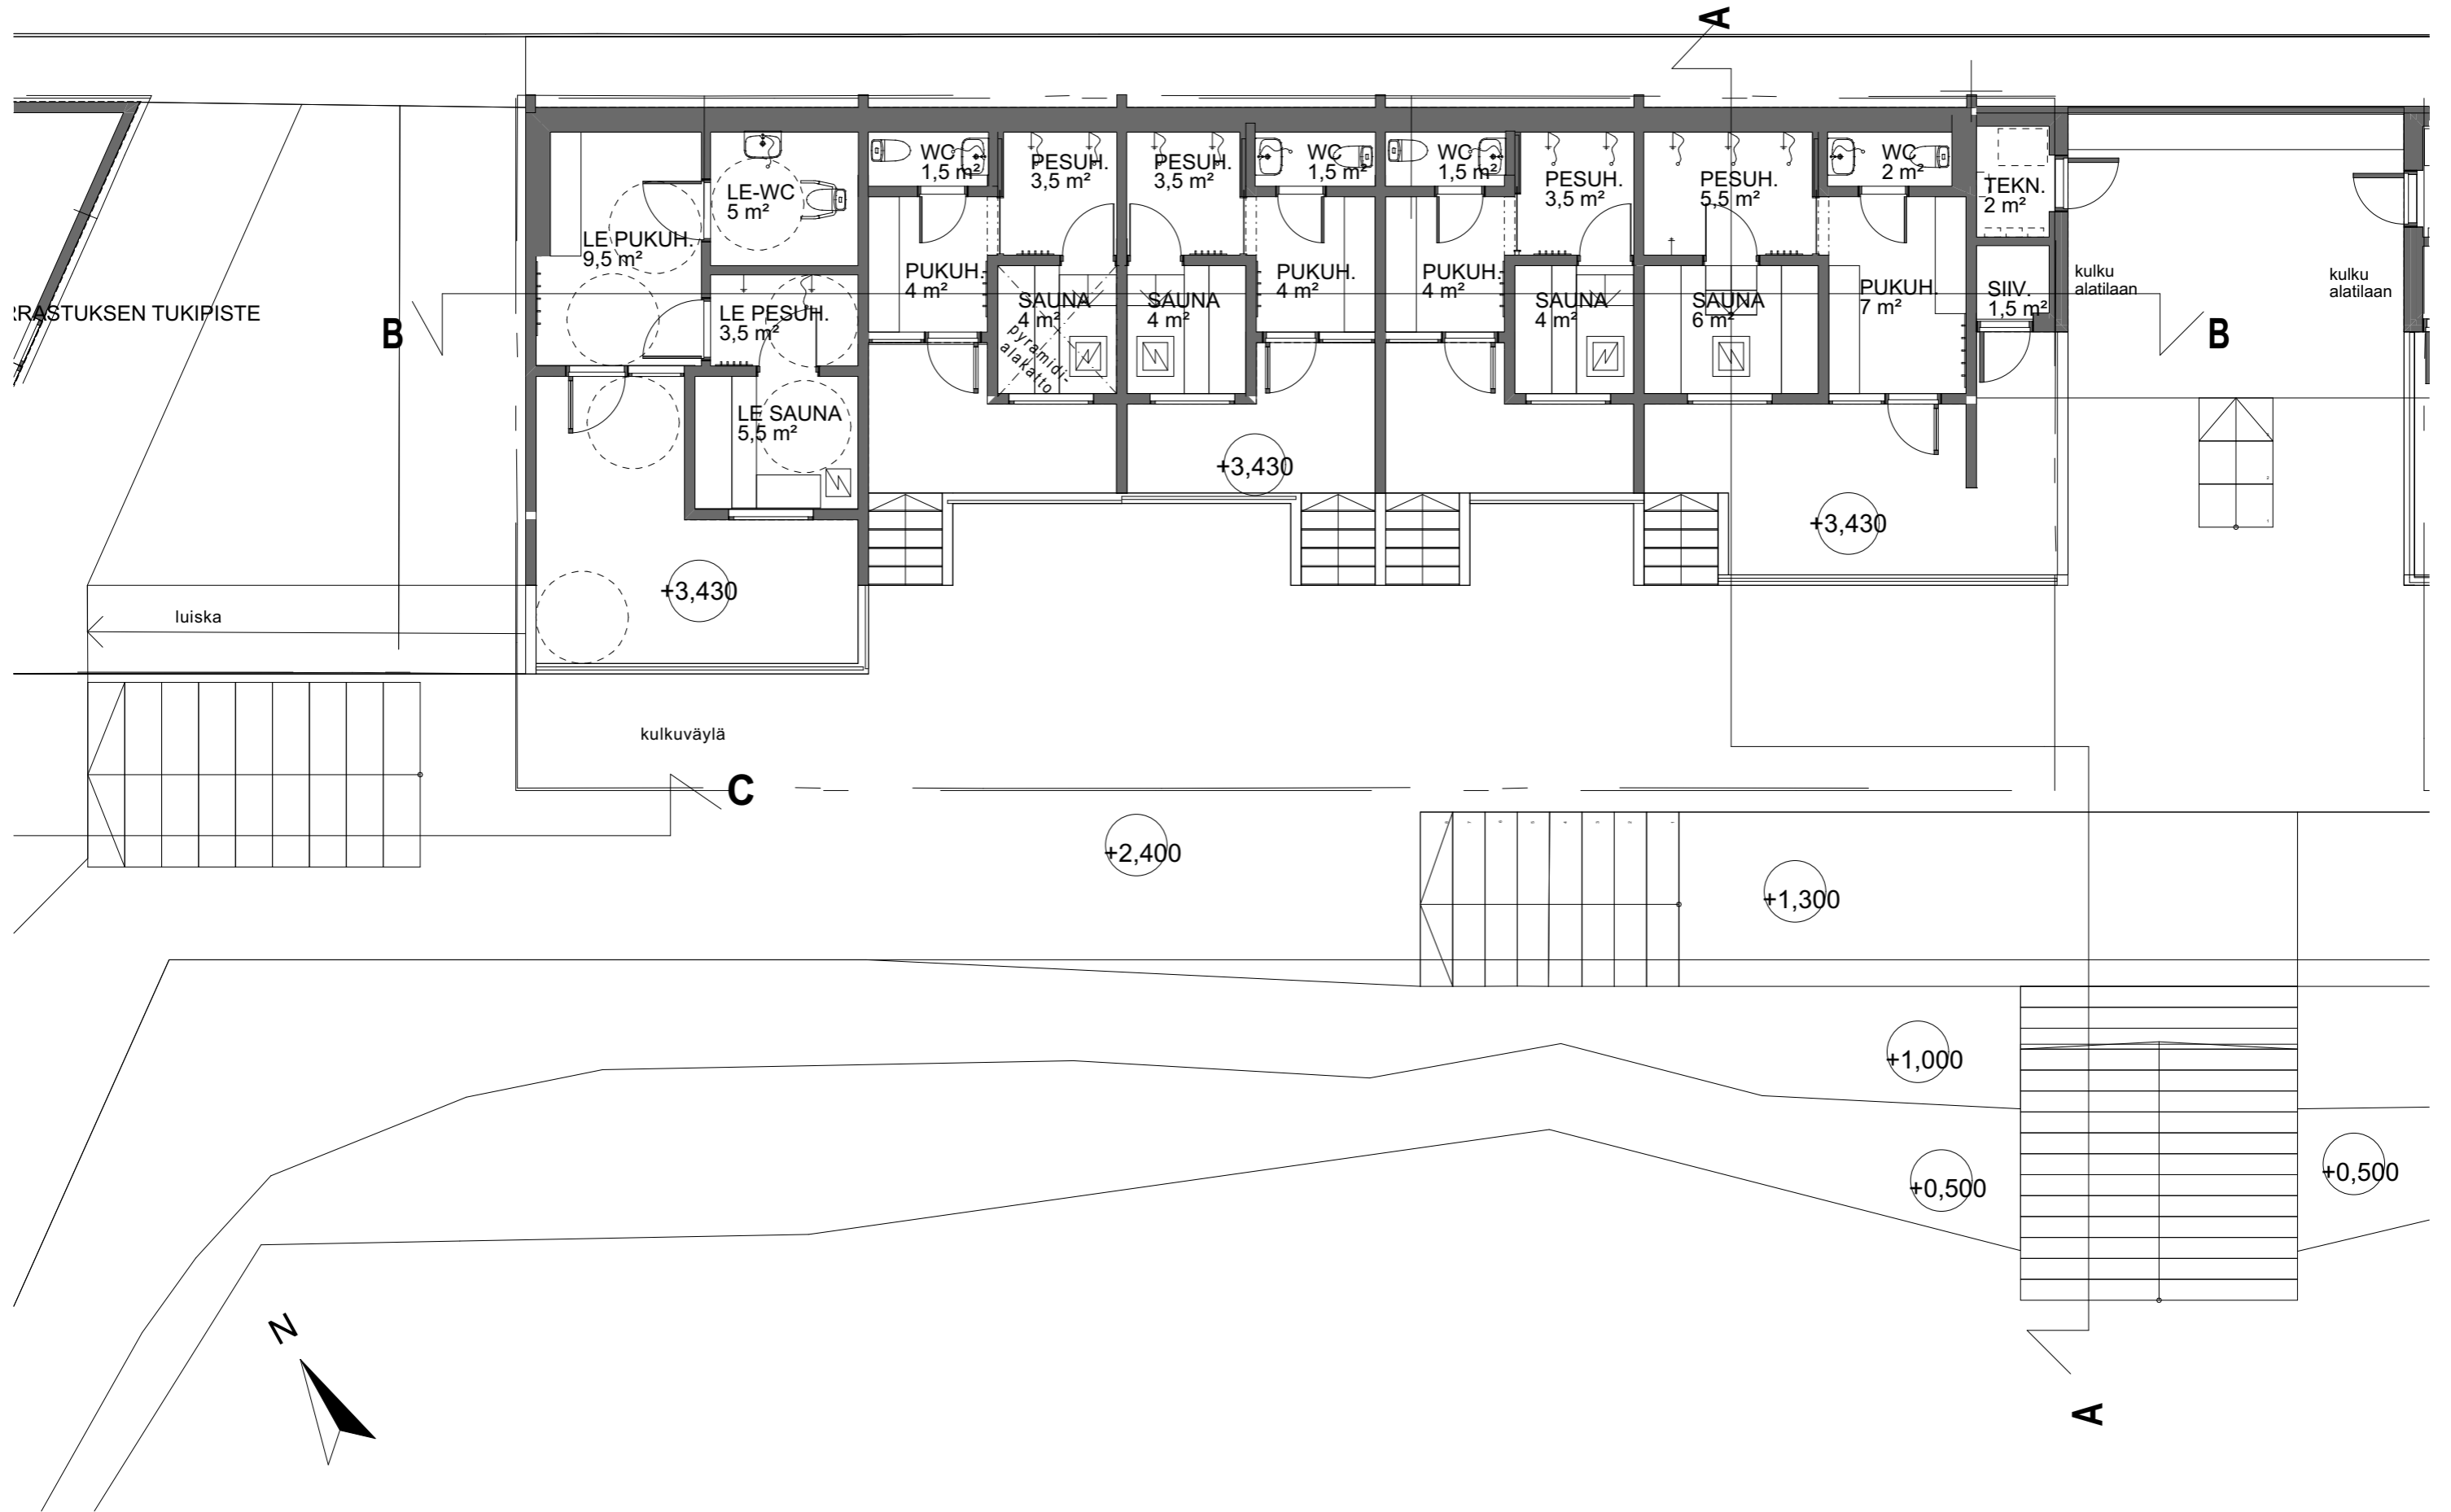 A
WC
1,5 m²
PESUH.
3,5 m²
PESUH.
3,5 m²
WC
1,5 m²
WC
1,5 m²
PESUH.
3,5 m²
PESUH.
5,5 m²
WC
2 m²
LE-WC
5 m²
TEKN.
2 m²
LE PUKUH.
9,5 m²
PUKUH.
4 m²
PUKUH.
4 m²
PUKUH.
4 m²
PUKUH.
7 m²
SIIV.
1,5 m²
kulku
alatilaan
kulku
alatilaan
SAUNA
4 m²
pyramidi-
alakatto
SAUNA
4 m²
SAUNA
4 m²
SAUNA
6 m²
RRASTUKSEN TUKIPISTE
LE PESUH.
3,5 m²
B
B
LE SAUNA
5,5 m²
+3,430
+3,430
+3,430
luiska
kulkuväylä
C
+2,400
+1,300
+1,000
+0,500
+0,500
N
A